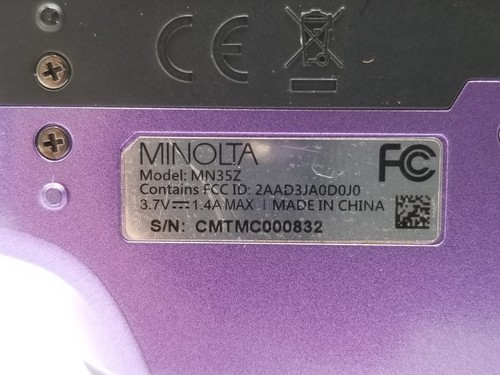 CE
MINOLTA
FC
Model: MN35Z
Contains FCC ID: 2AAD3JA0D0J0
3.7V⎓1.4A MAX | MADE IN CHINA
S/N: CMTMC000832